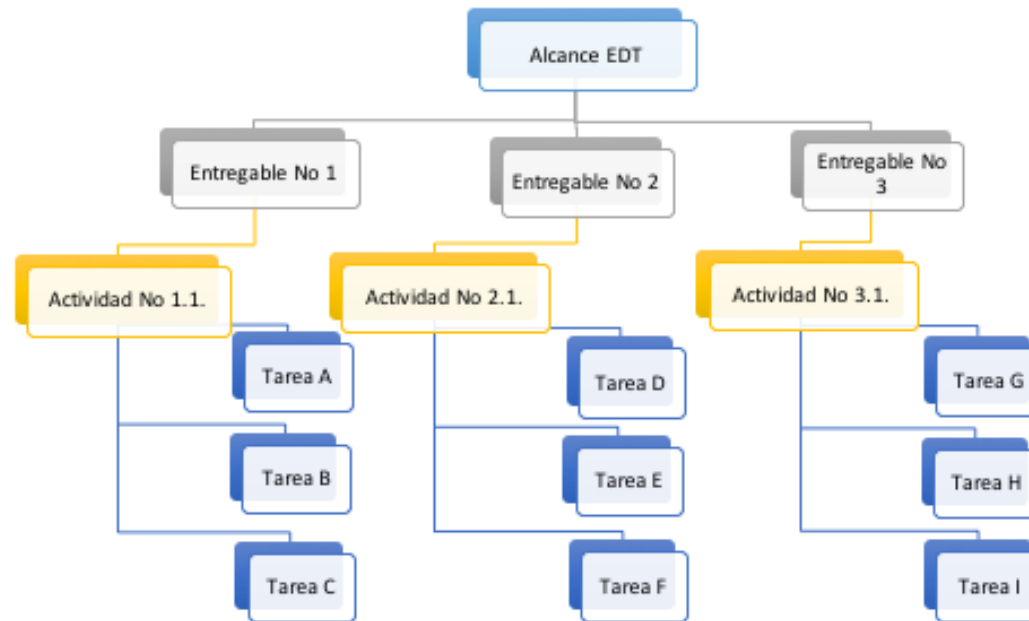 Alcance EDT
Entregable No 1
Entregable No 2
Entregable No
3
Actividad No 1.1.
Actividad No 2.1.
Actividad No 3.1.
Tarea A
Tarea D
Tarea G
Tarea B
Tarea E
Tarea H
Tarea C
Tarea F
Tarea I